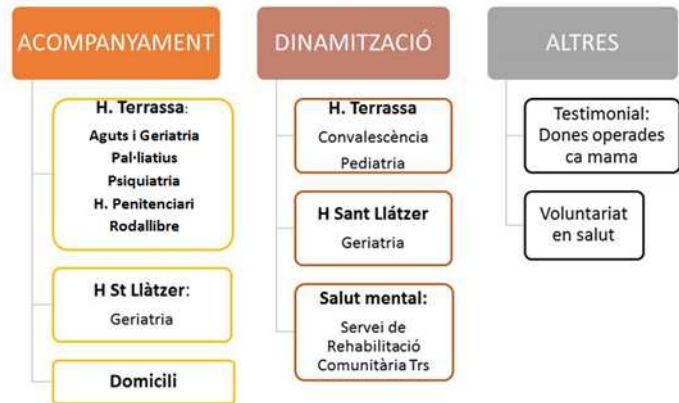 ACOMPANYAMENT
H. Terrassa:
Aguts i Geriatria
Pal·liatius
Psiquiatria
H. Penitenciari
Rodallibre
H St Llàtzer:
Geriatria
Domicili
DINAMITZACIÓ
H. Terrassa
Convalescència
Pediatria
H Sant Llátzer
Geriatria
Salut mental:
Servei de
Rehabilitació
Comunitària Trs
ALTRES
Testimonial:
Dones operades
ca mama
Voluntariat
en salut